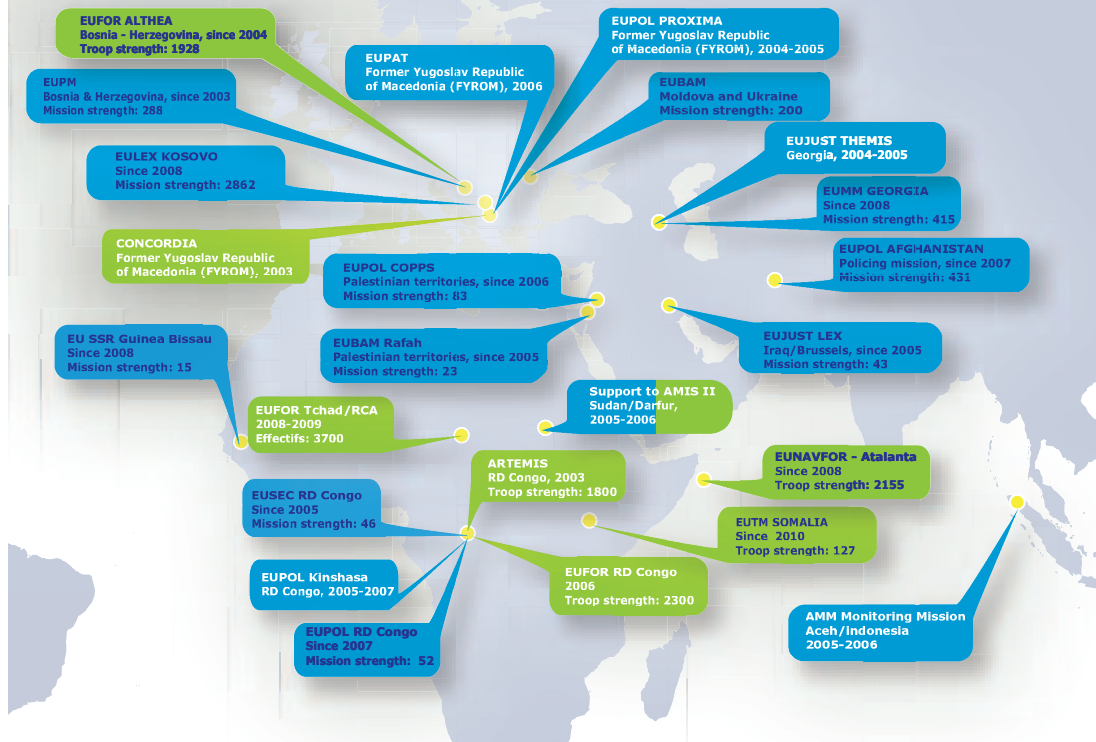 EUFOR ALTHEA
Bosnia - Herzegovina, since 2004
Troop strength: 1928
EUPOL PROXIMA
Former Yugoslav Republic
of Macedonia (FYROM), 2004-2005
EUPAT
Former Yugoslav Republic
of Macedonia (FYROM), 2006
EUPM
Bosnia & Herzegovina, since 2003
Mission strength: 288
EUBAM
Moldova and Ukraine
Mission strength: 200
EUJUST THEMIS
Georgia, 2004-2005
EULEX KOSOVO
Since 2008
Mission strength: 2862
EUMM GEORGIA
Since 2008
Mission strength: 415
CONCORDIA
Former Yugoslav Republic
of Macedonia (FYROM), 2003
EUPOL AFGHANISTAN
Policing mission, since 2007
Mission strength: 431
EUPOL COPPS
Palestinian territories, since 2006
Mission strength: 83
EU SSR Guinea Bissau
Since 2008
Mission strength: 15
EUBAM Rafah
Palestinian territories, since 2005
Mission strength: 23
EUJUST LEX
Iraq/Brussels, since 2005
Mission strength: 43
Support to AMIS II
Sudan/Darfur,
2005-2006
EUFOR Tchad/RCA
2008-2009
Effectifs: 3700
ARTEMIS
RD Congo, 2003
Troop strength: 1800
EUNAVFOR - Atalanta
Since 2008
Troop strength: 2155
EUSEC RD Congo
Since 2005
Mission strength: 46
EUTM SOMALIA
Since 2010
Troop strength: 127
EUPOL Kinshasa
RD Congo, 2005-2007
EUFOR RD Congo
2006
Troop strength: 2300
EUPOL RD Congo
Since 2007
Mission strength: 52
AMM Monitoring Mission
Aceh/Indonesia
2005-2006